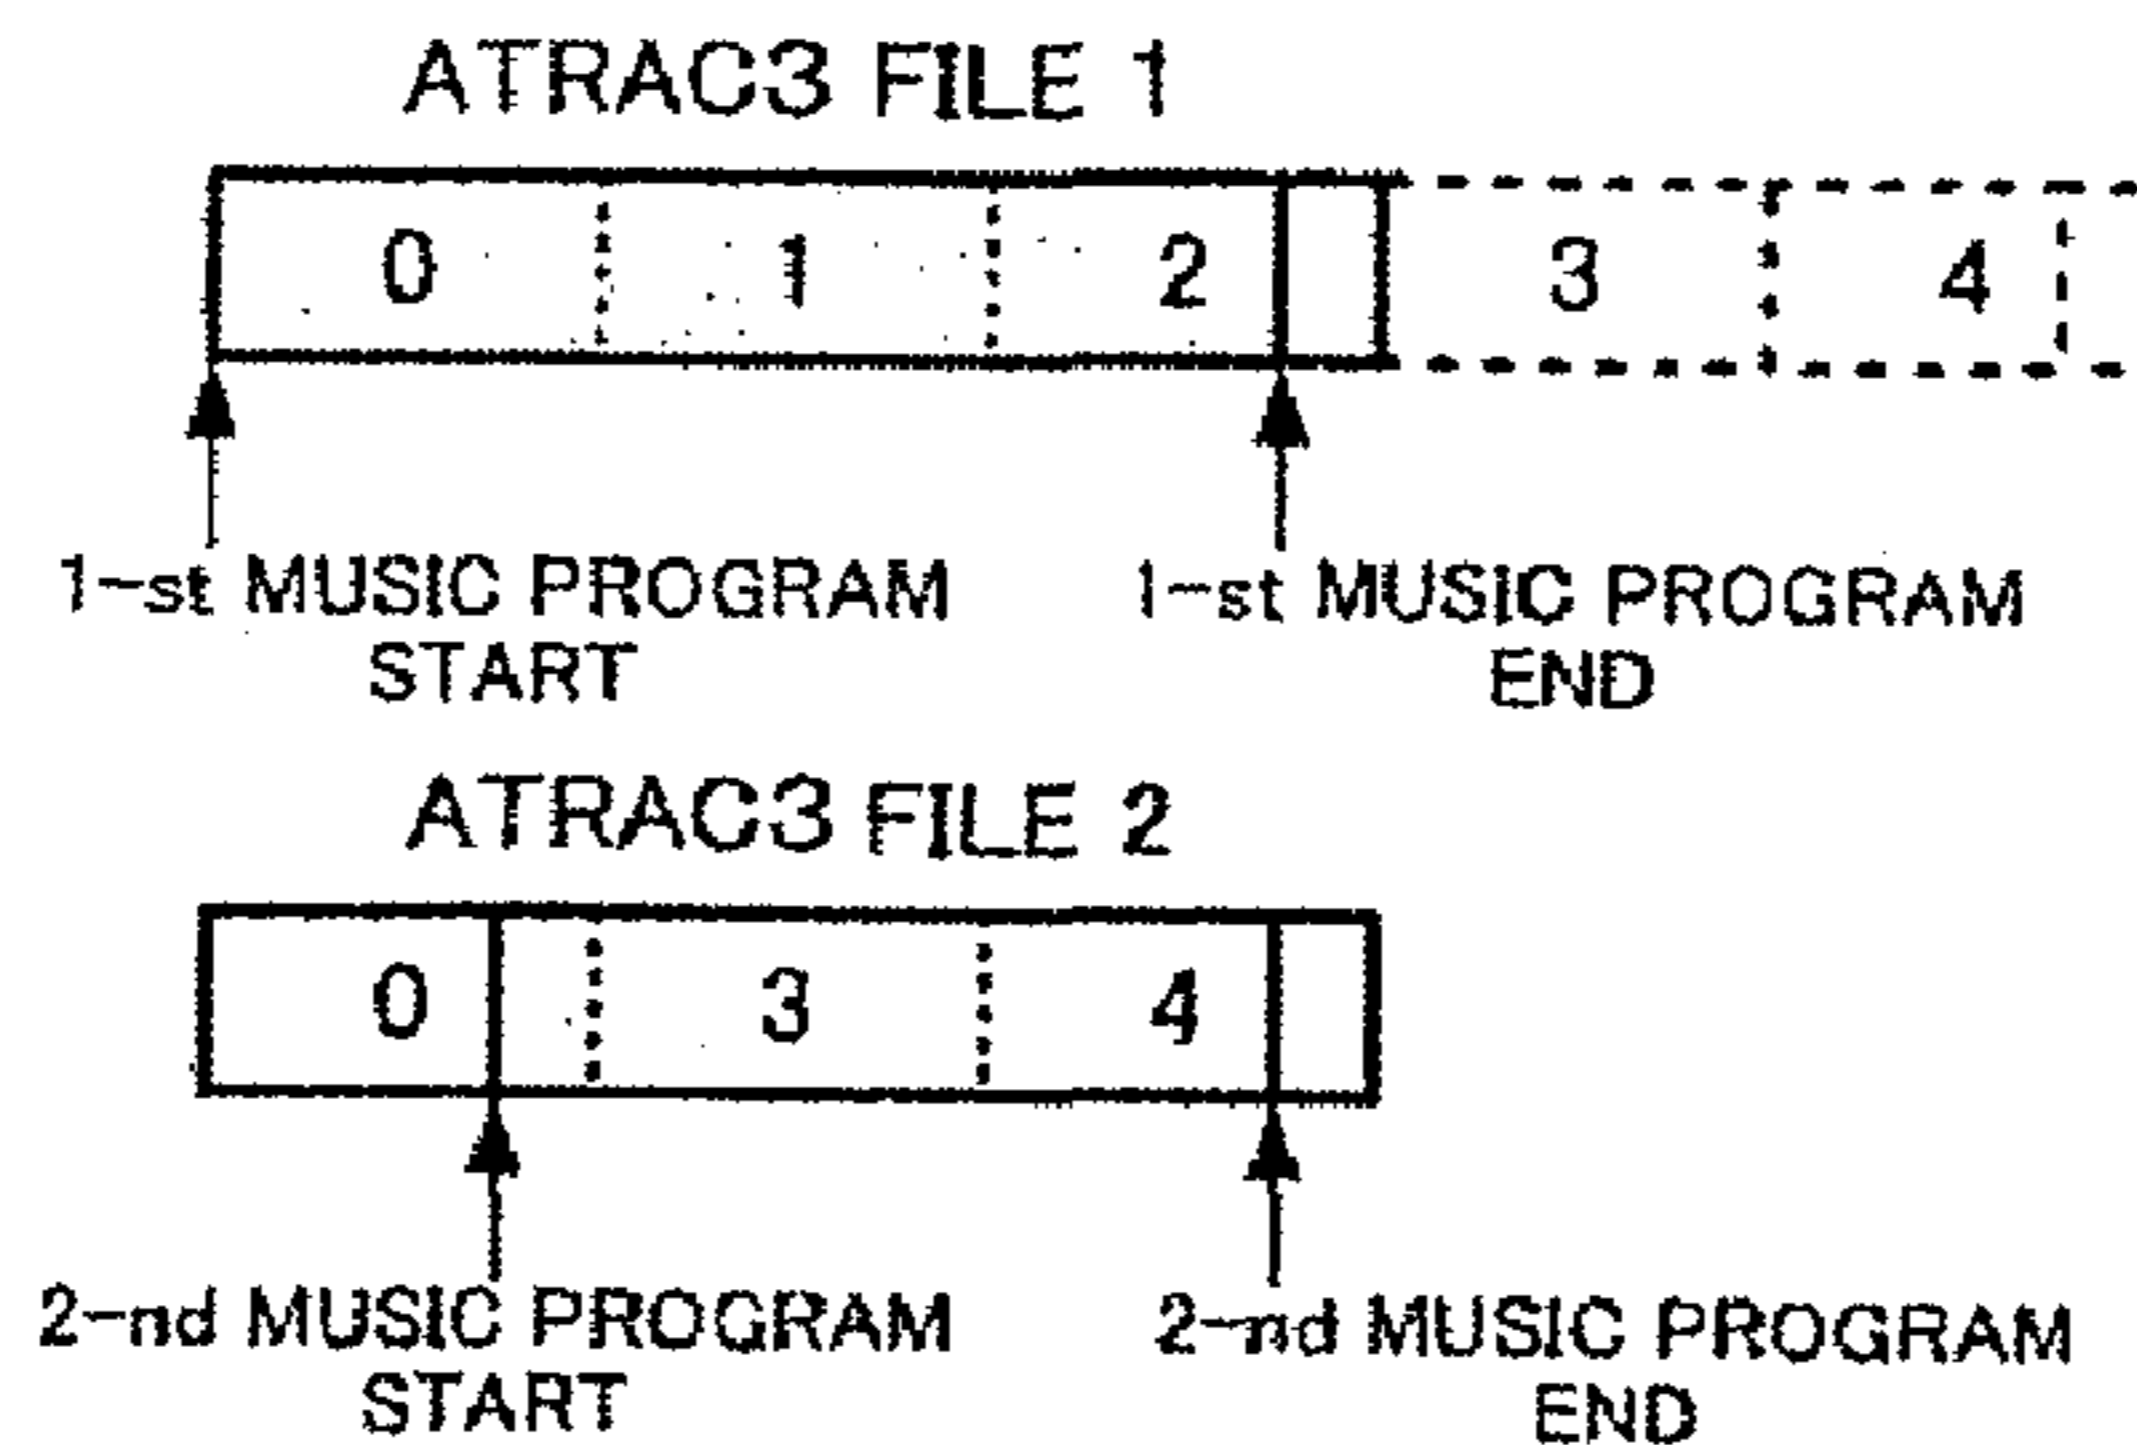 ATRAC3 FILE 1
0 1 2 3 4
1-st MUSIC PROGRAM START
1-st MUSIC PROGRAM END
ATRAC3 FILE 2
0 3 4
2-nd MUSIC PROGRAM START
2-nd MUSIC PROGRAM END